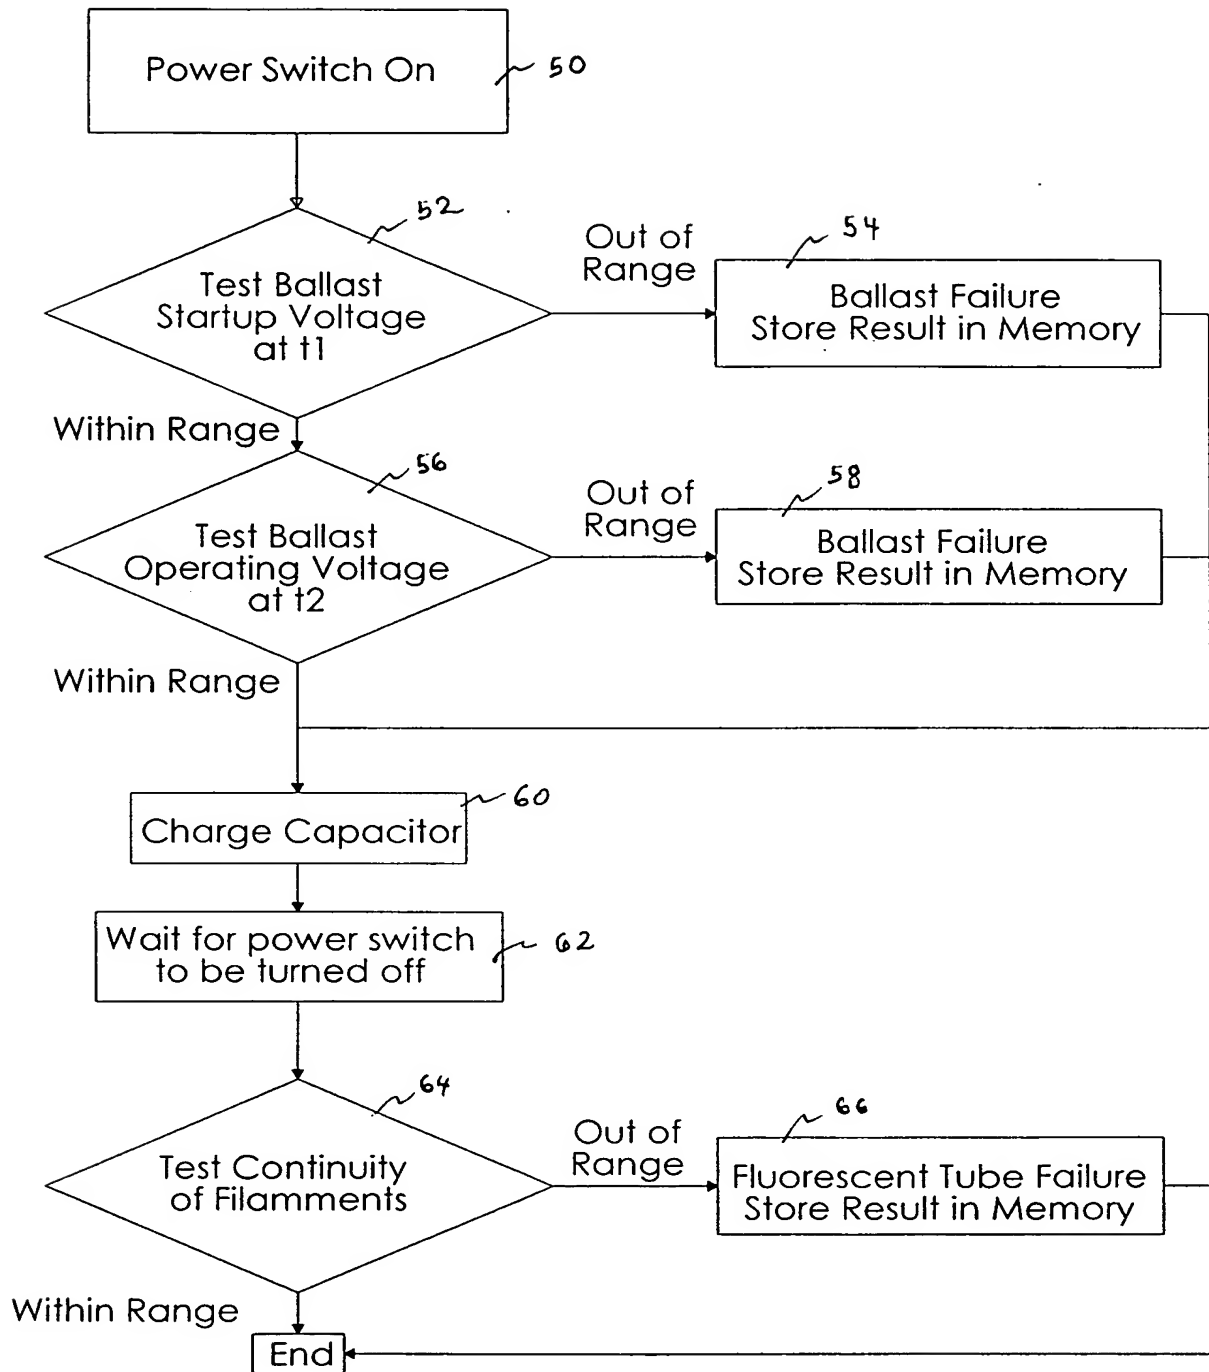 Power Switch On
50
52
Test Ballast
Startup Voltage
at t1
Out of
Range
54
Ballast Failure
Store Result in Memory
Within Range
56
Test Ballast
Operating Voltage
at t2
Out of
Range
58
Ballast Failure
Store Result in Memory
Within Range
60
Charge Capacitor
Wait for power switch
to be turned off
62
64
Test Continuity
of Filamments
Out of
Range
66
Fluorescent Tube Failure
Store Result in Memory
Within Range
End